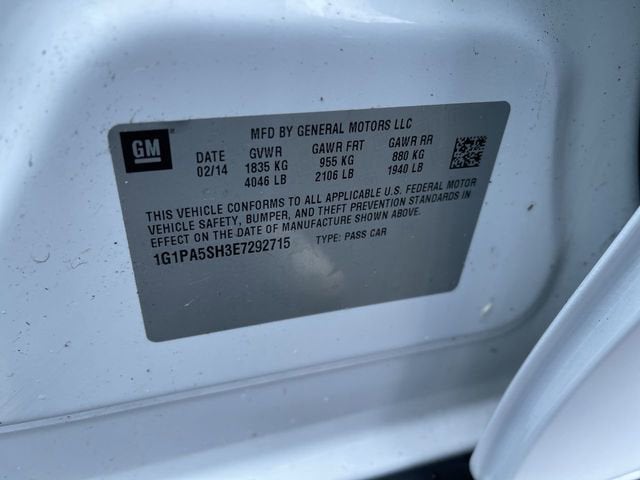 MFD BY GENERAL MOTORS LLC
GM
DATE GVWR GAWR FRT GAWR RR
02/14 1835 KG 955 KG 880 KG
4046 LB 2106 LB 1940 LB
THIS VEHICLE CONFORMS TO ALL APPLICABLE U.S. FEDERAL MOTOR
VEHICLE SAFETY, BUMPER, AND THEFT PREVENTION STANDARDS IN
EFFECT ON THE DATE OF MANUFACTURE SHOWN ABOVE.
1G1PA5SH3E7292715 TYPE: PASS CAR